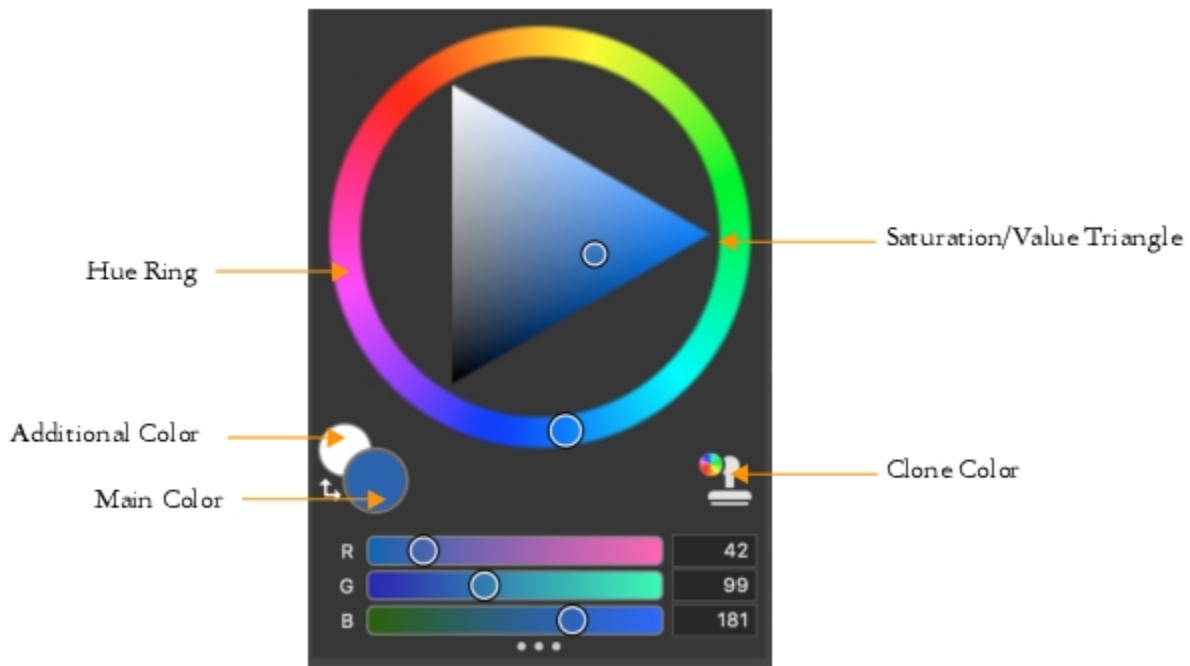 Saturation/Value Triangle
Hue Ring
Additional Color
Clone Color
Main Color
R 42
G 99
B 181